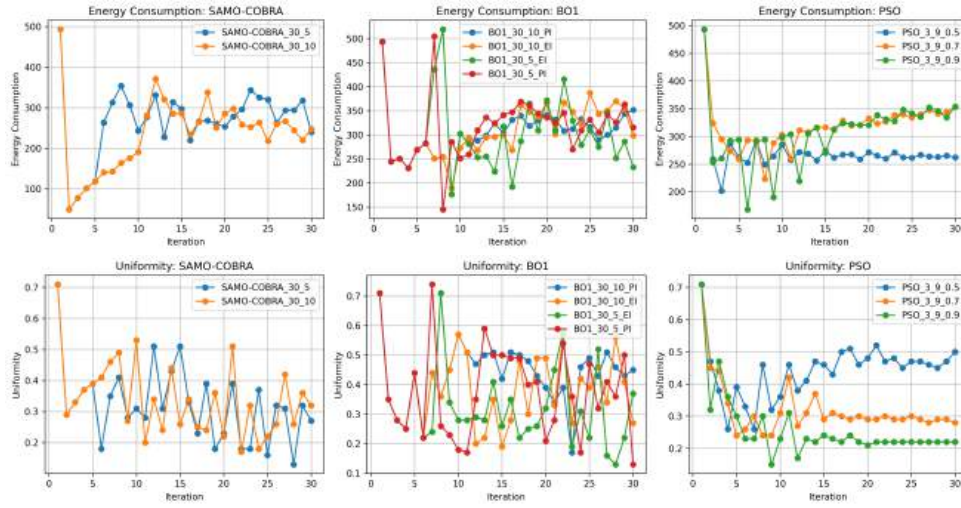 Energy Consumption: SAMO-COBRA
500
400
300
200
100
0 5 10 15 20 25 30
Iteration
Energy Consumption
SAMO-COBRA_30_5
SAMO-COBRA_30_10
Energy Consumption: BO1
500
450
400
350
300
250
200
150
0 5 10 15 20 25 30
Iteration
Energy Consumption
BO1_30_10_PI
BO1_30_10_EI
BO1_30_5_EI
BO1_30_5_PI
Energy Consumption: PSO
500
450
400
350
300
250
200
0 5 10 15 20 25 30
Iteration
Energy Consumption
PSO_3_9_0.5
PSO_3_9_0.7
PSO_3_9_0.9
Uniformity: SAMO-COBRA
0.7
0.6
0.5
0.4
0.3
0.2
0 5 10 15 20 25 30
Iteration
Uniformity
SAMO-COBRA_30_5
SAMO-COBRA_30_10
Uniformity: BO1
0.7
0.6
0.5
0.4
0.3
0.2
0.1
0 5 10 15 20 25 30
Iteration
Uniformity
BO1_30_10_PI
BO1_30_10_EI
BO1_30_5_EI
BO1_30_5_PI
Uniformity: PSO
0.7
0.6
0.5
0.4
0.3
0.2
0 5 10 15 20 25 30
Iteration
Uniformity
PSO_3_9_0.5
PSO_3_9_0.7
PSO_3_9_0.9